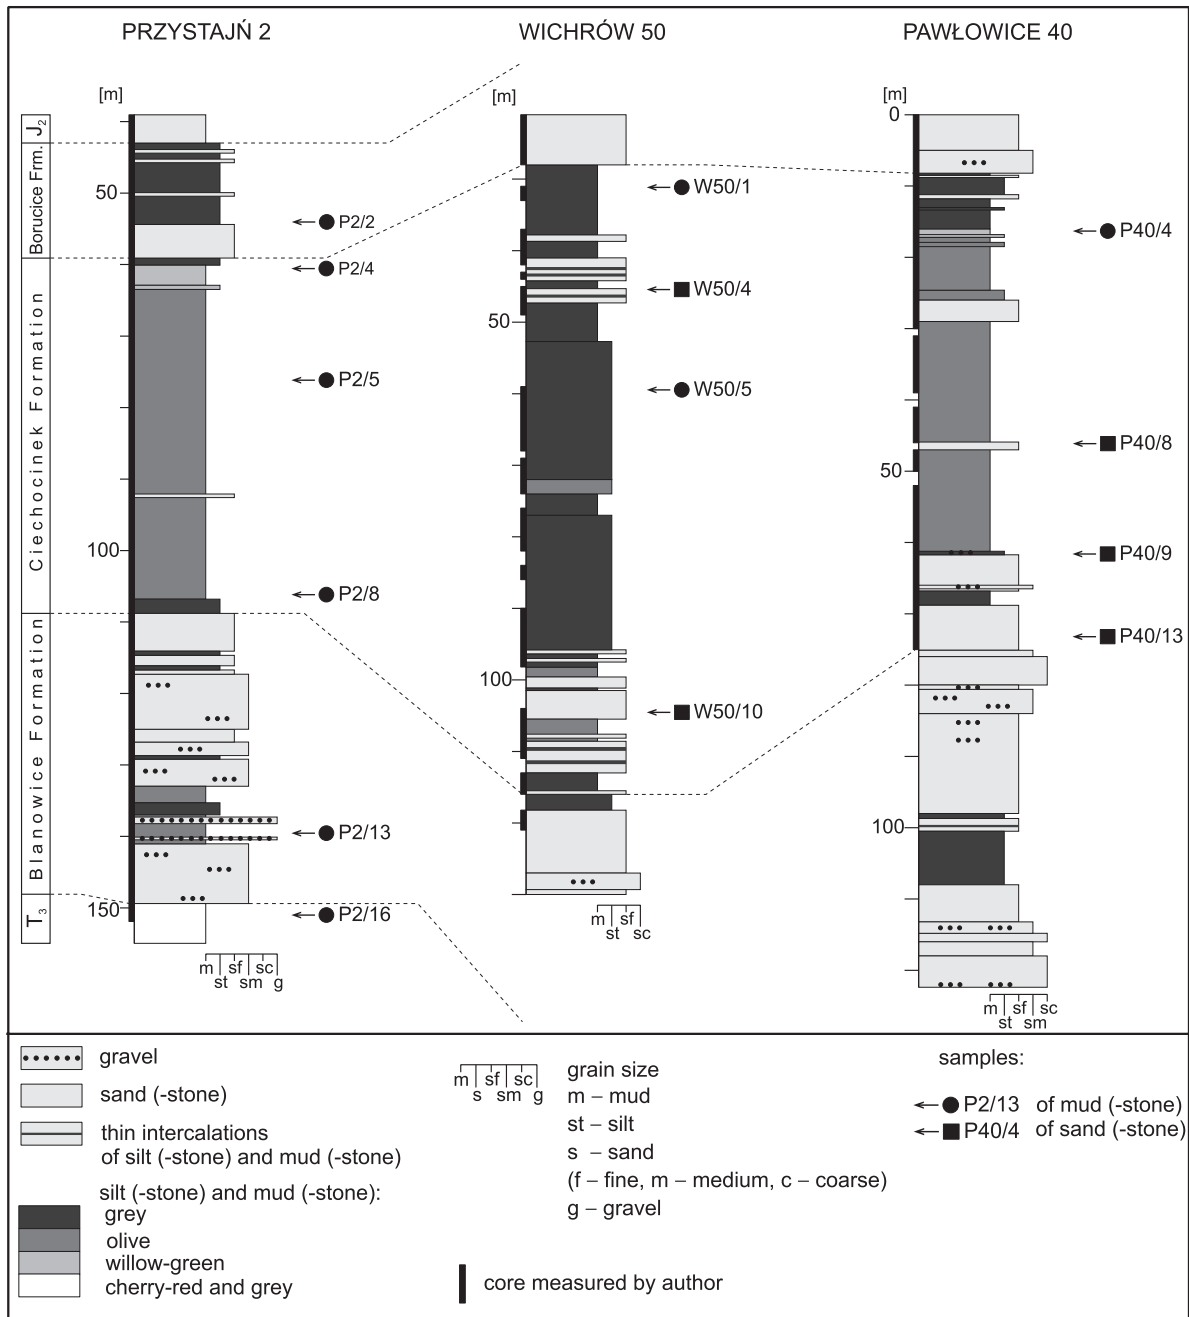 PRZYSTAJŃ 2
WICHRÓW 50
PAWŁOWICE 40
[m]
[m]
[m]
J2
Borucice Frm.
Ciechocinek Formation
Blanowice Formation
T3
50
100
150
P2/2
P2/4
P2/5
P2/8
P2/13
P2/16
m sf sc
st sm g
50
100
W50/1
W50/4
W50/5
W50/10
m sf
st sc
0
50
100
P40/4
P40/8
P40/9
P40/13
m sf sc
st sm
gravel
sand (-stone)
thin intercalations
of silt (-stone) and mud (-stone)
silt (-stone) and mud (-stone):
grey
olive
willow-green
cherry-red and grey
m sf sc
s sm g
grain size
m – mud
st – silt
s – sand
(f – fine, m – medium, c – coarse)
g – gravel
core measured by author
samples:
P2/13 of mud (-stone)
P40/4 of sand (-stone)